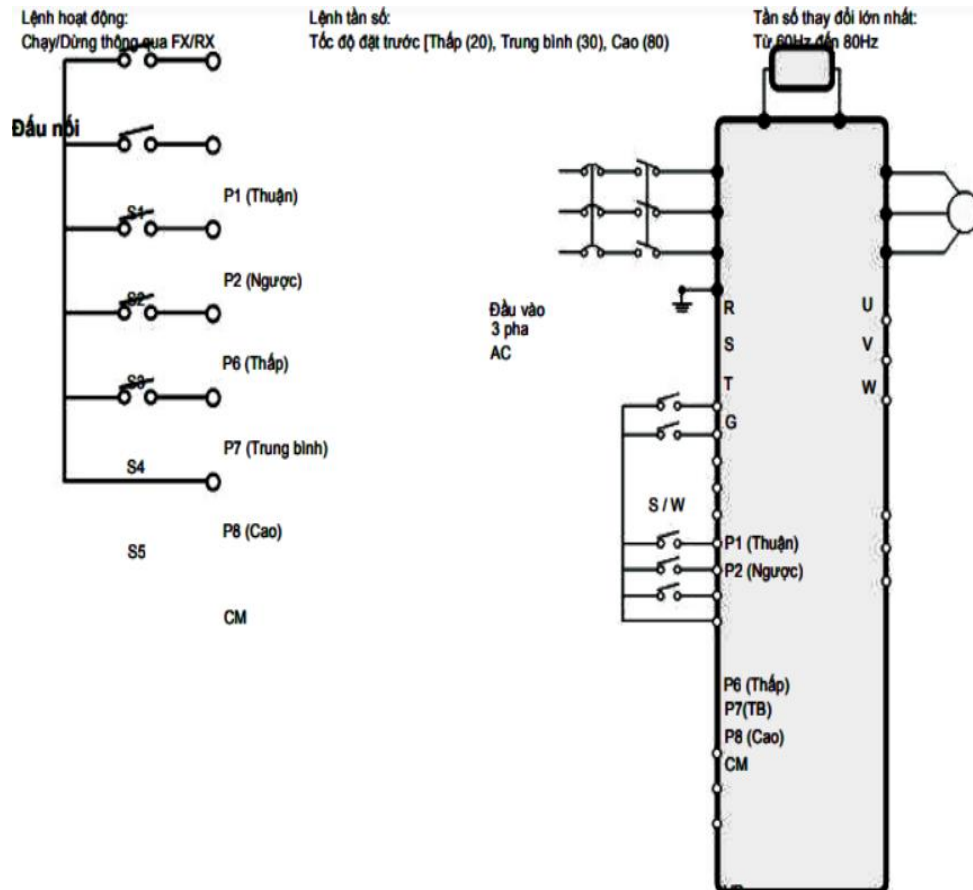 Lệnh hoạt động:
Chạy/Dừng thông qua FX/RX
Lệnh tần số:
Tốc độ đặt trước [Thấp (20), Trung bình (30), Cao (80)
Tần số thay đổi lớn nhất:
Từ 60Hz đến 80Hz
Đấu nối
S1
P1 (Thuận)
S2
P2 (Ngược)
S3
P6 (Thấp)
S4
P7 (Trung bình)
S5
P8 (Cao)
CM
Đầu vào
3 pha
AC
R
S
T
G
U
V
W
S / W
P1 (Thuận)
P2 (Ngược)
P6 (Thấp)
P7(TB)
P8 (Cao)
CM